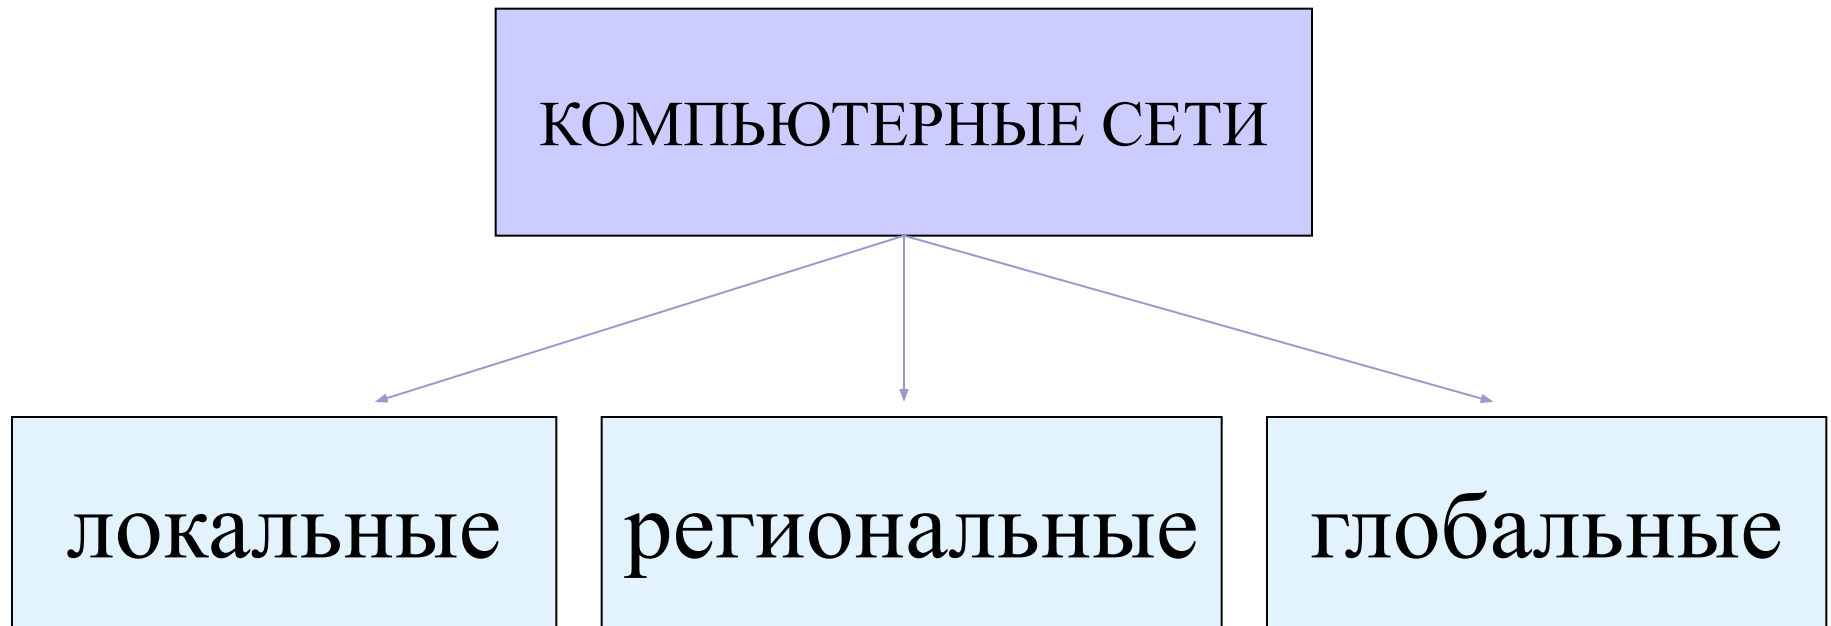 КОМПЬЮТЕРНЫЕ СЕТИ
локальные
региональные
глобальные